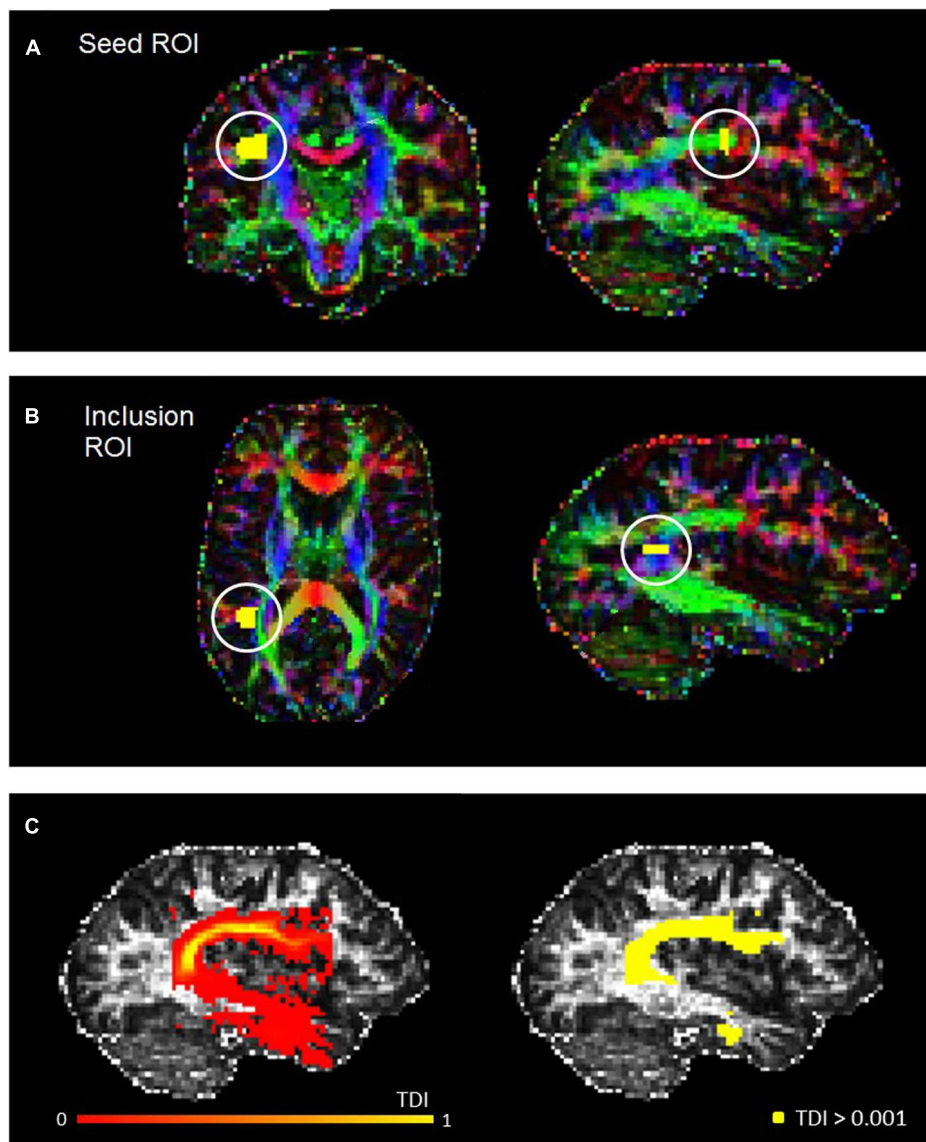 A Seed ROI
B Inclusion
ROI
C
TDI
0 1
TDI > 0.001